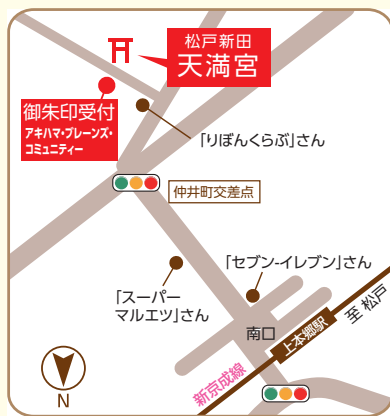 松戸新田
天満宮
御朱印受付
アキハマ・ブレーンズ・
コミュニティー
「りぼんくらぶ」さん
仲井町交差点
「セブン-イレブン」さん
「スーパー
マルエツ」さん
南口
上本郷駅
至 松戸
新京成線
N